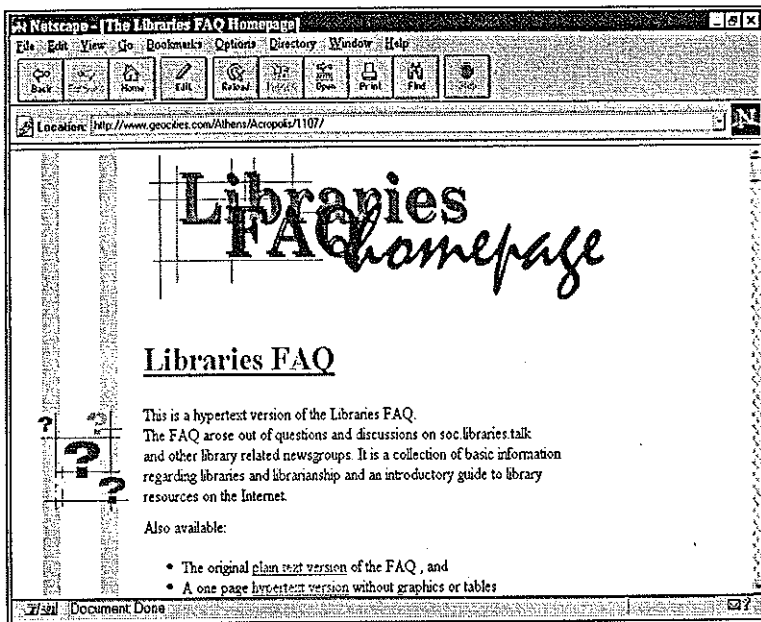 Netscape - [The Libraries FAQ Homepage]
File Edit View Go Bookmarks Options Directory Window Help
Back Forward Home Edit Reload Open Print Find Stop
Location: http://www.geocities.com/Athens/Acropolis/1107/
N
Libraries
FAQ homepage
Libraries FAQ
This is a hypertext version of the Libraries FAQ.
The FAQ arose out of questions and discussions on soc.libraries.talk
and other library related newsgroups. It is a collection of basic information
regarding libraries and librarianship and an introductory guide to library
resources on the Internet.
? ? ? ?
Also available:
• The original plain text version of the FAQ , and
• A one page hypertext version without graphics or tables
Document Done